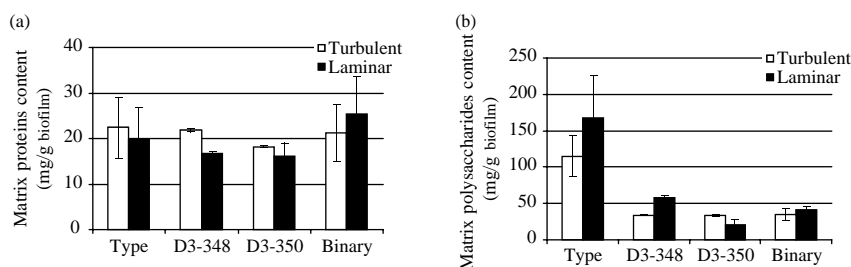 (a)
Matrix proteins content
(mg/g biofilm)
40
30
20
10
0
Turbulent
Laminar
Type D3-348 D3-350 Binary
(b)
Matrix polysaccharides content
(mg/g biofilm)
250
200
150
100
50
0
Turbulent
Laminar
Type D3-348 D3-350 Binary